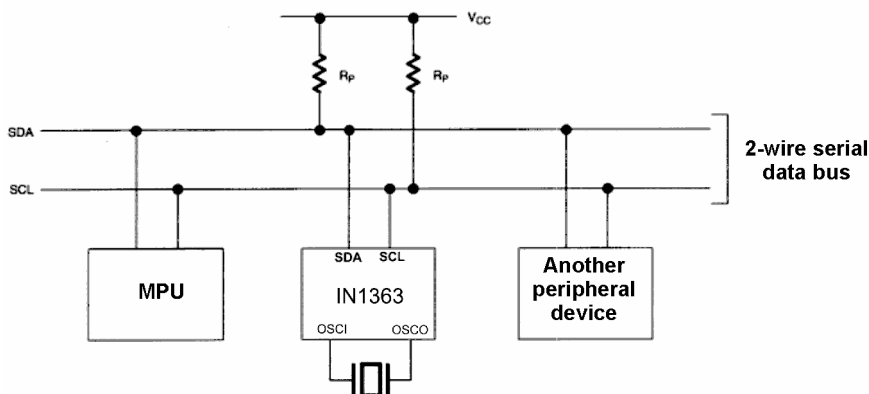 VCC
RP
RP
SDA
2-wire serial
data bus
SCL
SDA SCL
MPU
IN1363
OSCI OSCO
Another
peripheral
device